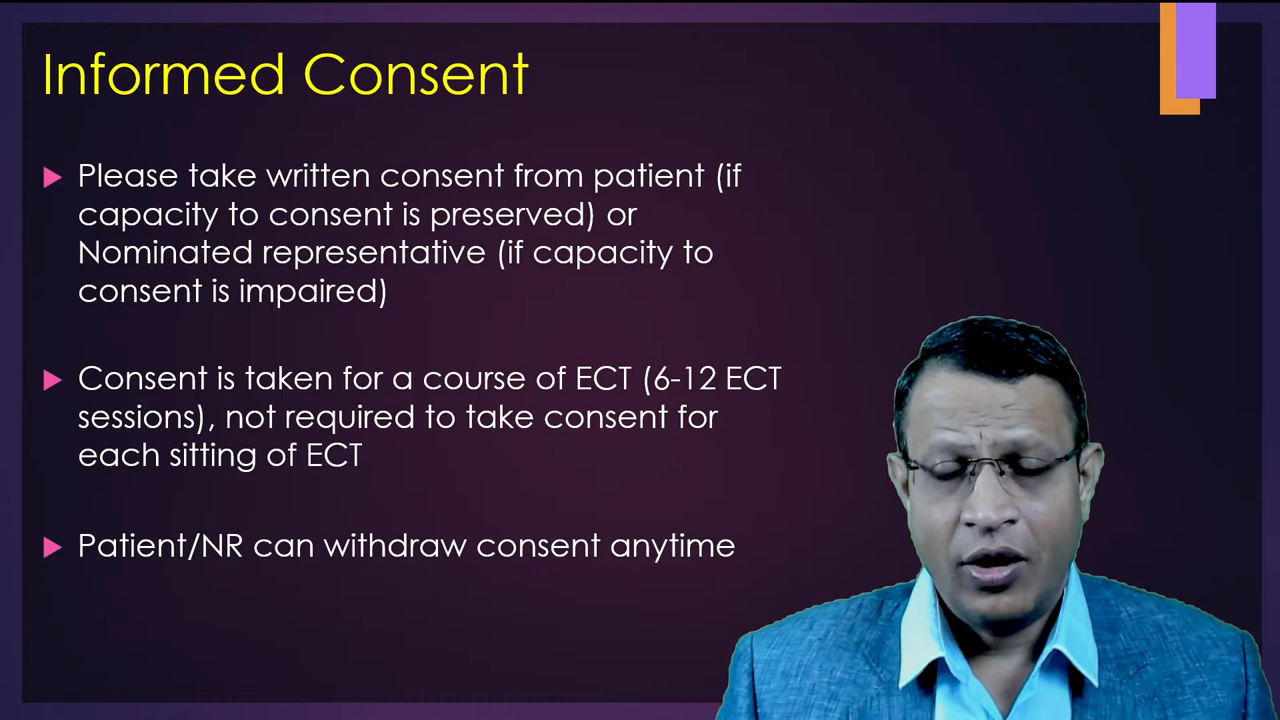 Informed Consent
Please take written consent from patient (if
capacity to consent is preserved) or
Nominated representative (if capacity to
consent is impaired)
Consent is taken for a course of ECT (6-12 ECT
sessions), not required to take consent for
each sitting of ECT
Patient/NR can withdraw consent anytime